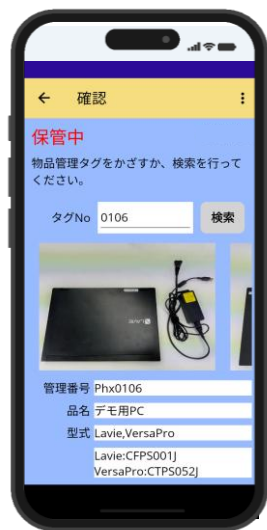 確認
保管中
物品管理タグをかざすか、検索を行って
ください。
タグNo 0106 検索
管理番号 Phx0106
品名 デモ用PC
型式 Lavie,VersaPro
Lavie:CFPS001J
VersaPro:CTPS052J